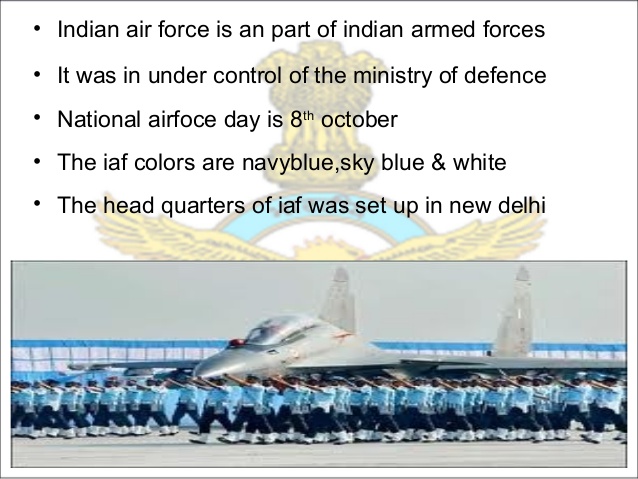 • Indian air force is an part of indian armed forces
• It was in under control of the ministry of defence
• National airfoce day is 8th october
• The iaf colors are navyblue,sky blue & white
• The head quarters of iaf was set up in new delhi